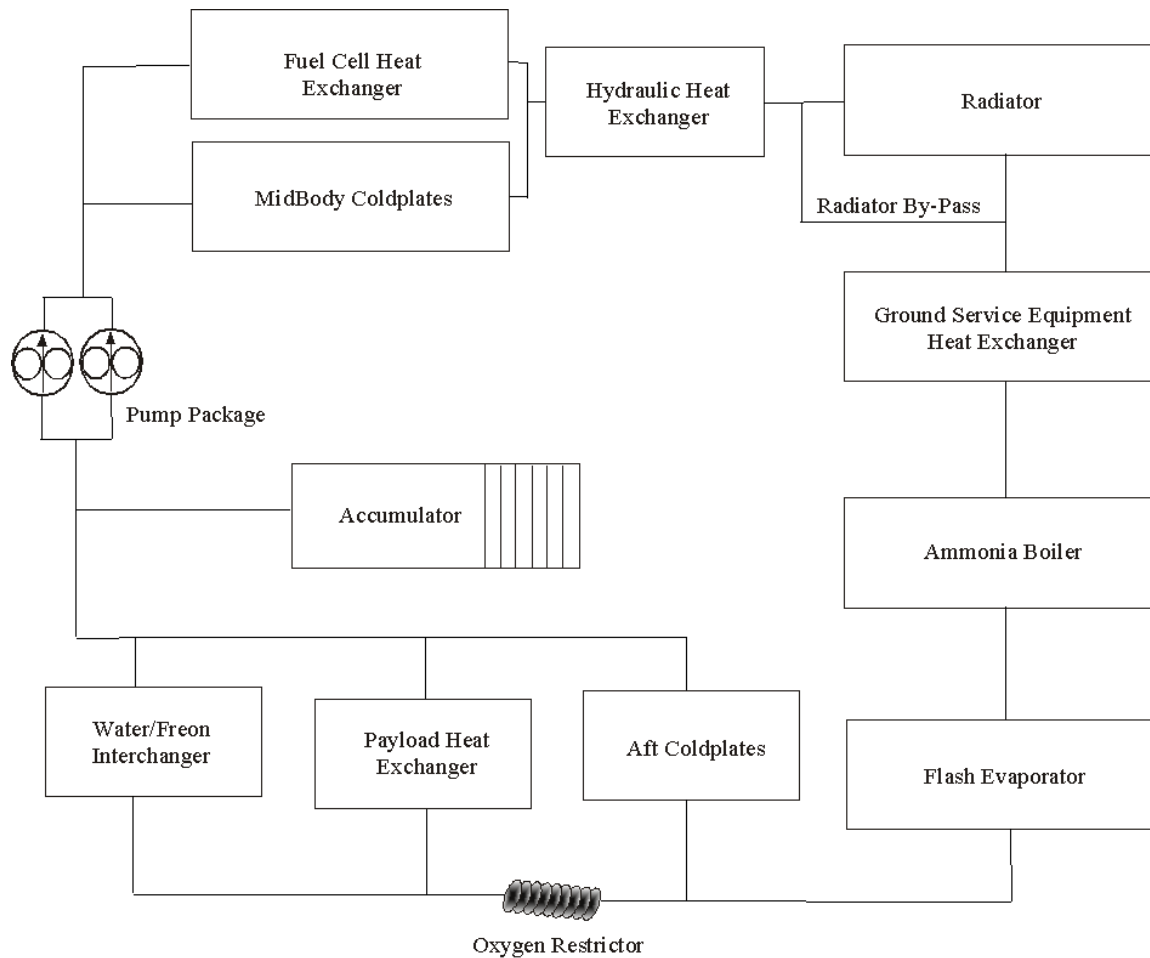 Fuel Cell Heat
Exchanger
Hydraulic Heat
Exchanger
Radiator
MidBody Coldplates
Radiator By-Pass
Ground Service Equipment
Heat Exchanger
Pump Package
Accumulator
Ammonia Boiler
Water/Freon
Interchanger
Payload Heat
Exchanger
Aft Coldplates
Flash Evaporator
Oxygen Restrictor